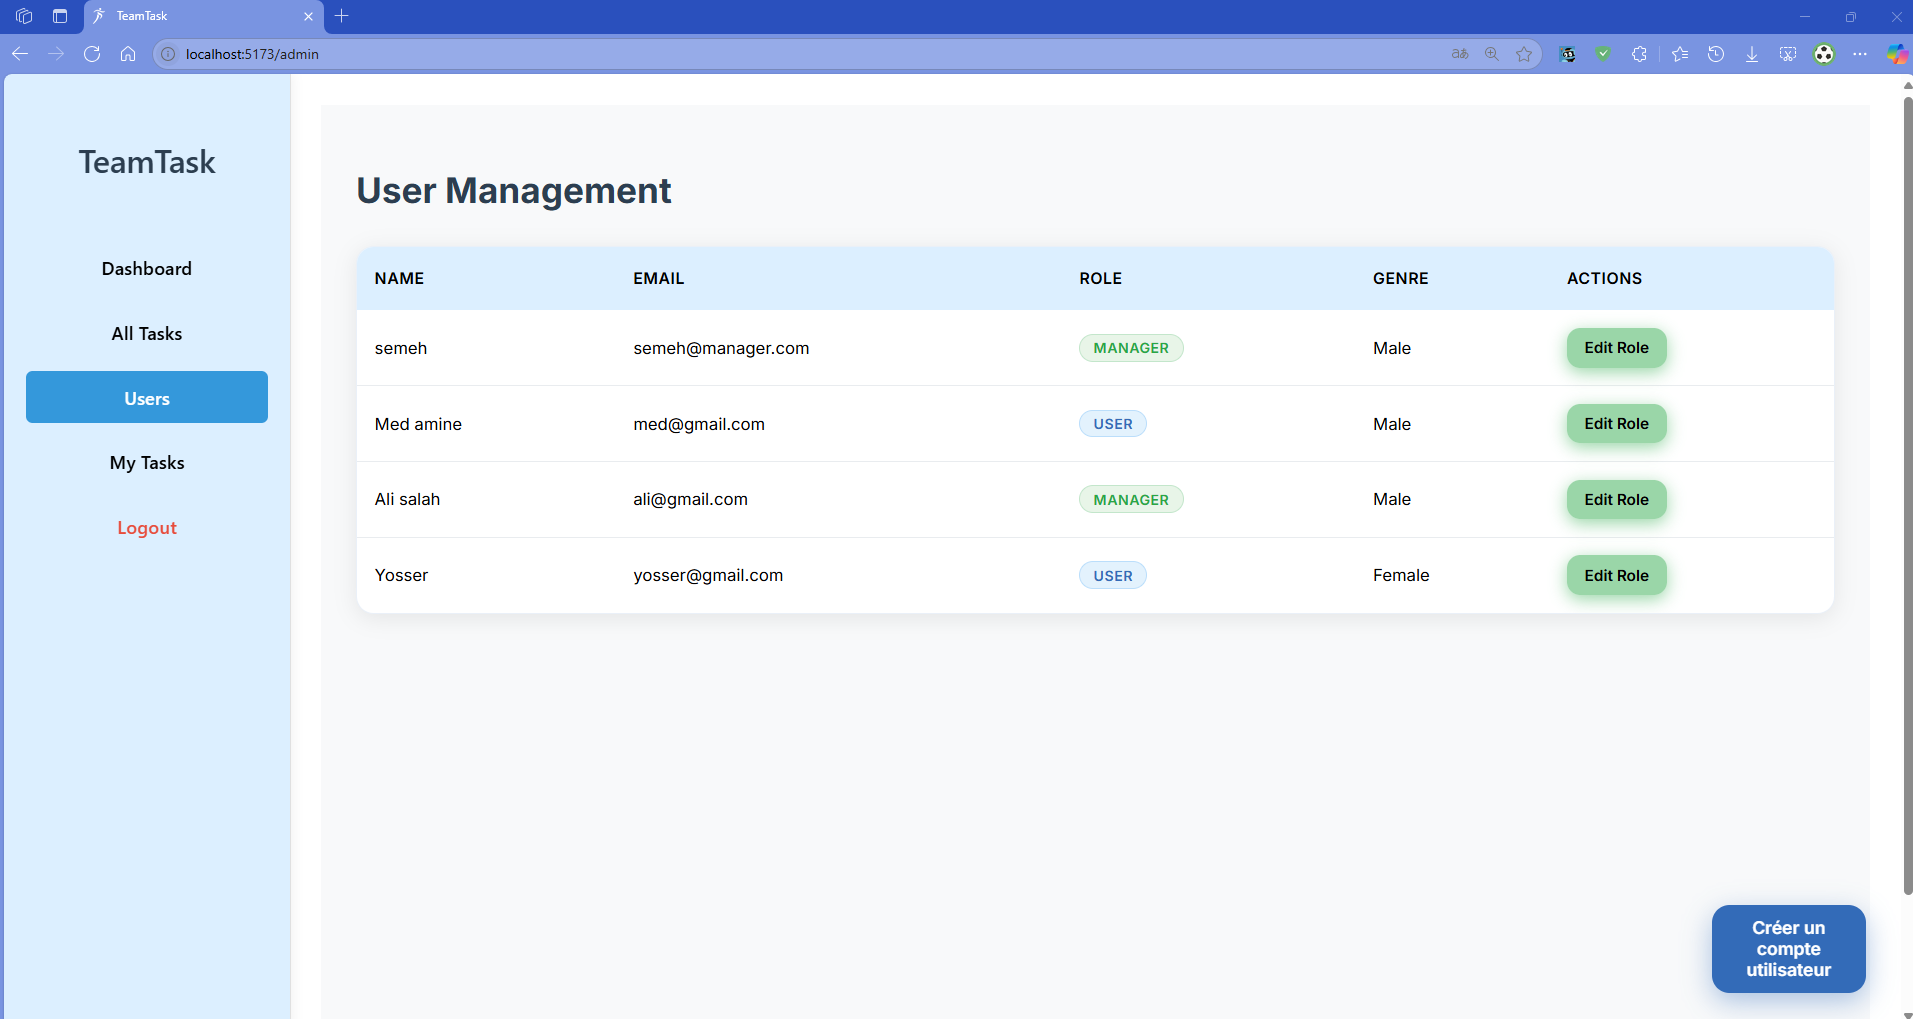 TeamTask
localhost:5173/admin
TeamTask
Dashboard
All Tasks
Users
My Tasks
Logout
User Management
NAME EMAIL ROLE GENRE ACTIONS
semeh semeh@manager.com MANAGER Male Edit Role
Med amine med@gmail.com USER Male Edit Role
Ali salah ali@gmail.com MANAGER Male Edit Role
Yosser yosser@gmail.com USER Female Edit Role
Créer un
compte
utilisateur